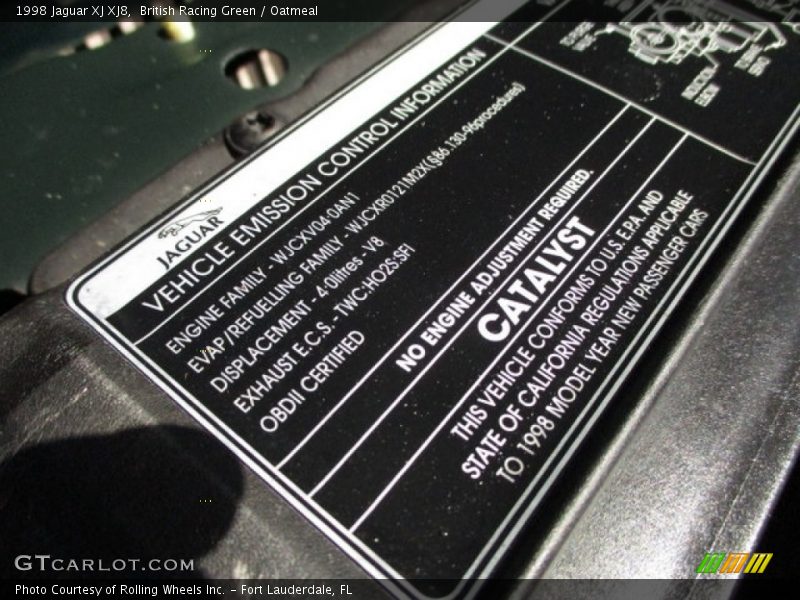 1998 Jaguar XJ XJ8, British Racing Green / Oatmeal
JAGUAR
VEHICLE EMISSION CONTROL INFORMATION
ENGINE FAMILY - WJCXV04·0AN1
EVAP/REFUELLING FAMILY - WJCXR0121M2X(§86.130-96procedures)
DISPLACEMENT - 4·0litres - V8
EXHAUST E.C.S.- TWC:HO2S:SFI
OBDII CERTIFIED
NO ENGINE ADJUSTMENT REQUIRED.
CATALYST
THIS VEHICLE CONFORMS TO U.S. E.P.A. AND
STATE OF CALIFORNIA REGULATIONS APPLICABLE
TO 1998 MODEL YEAR NEW PASSENGER CARS
GTCARLOT.COM
Photo Courtesy of Rolling Wheels Inc. - Fort Lauderdale, FL